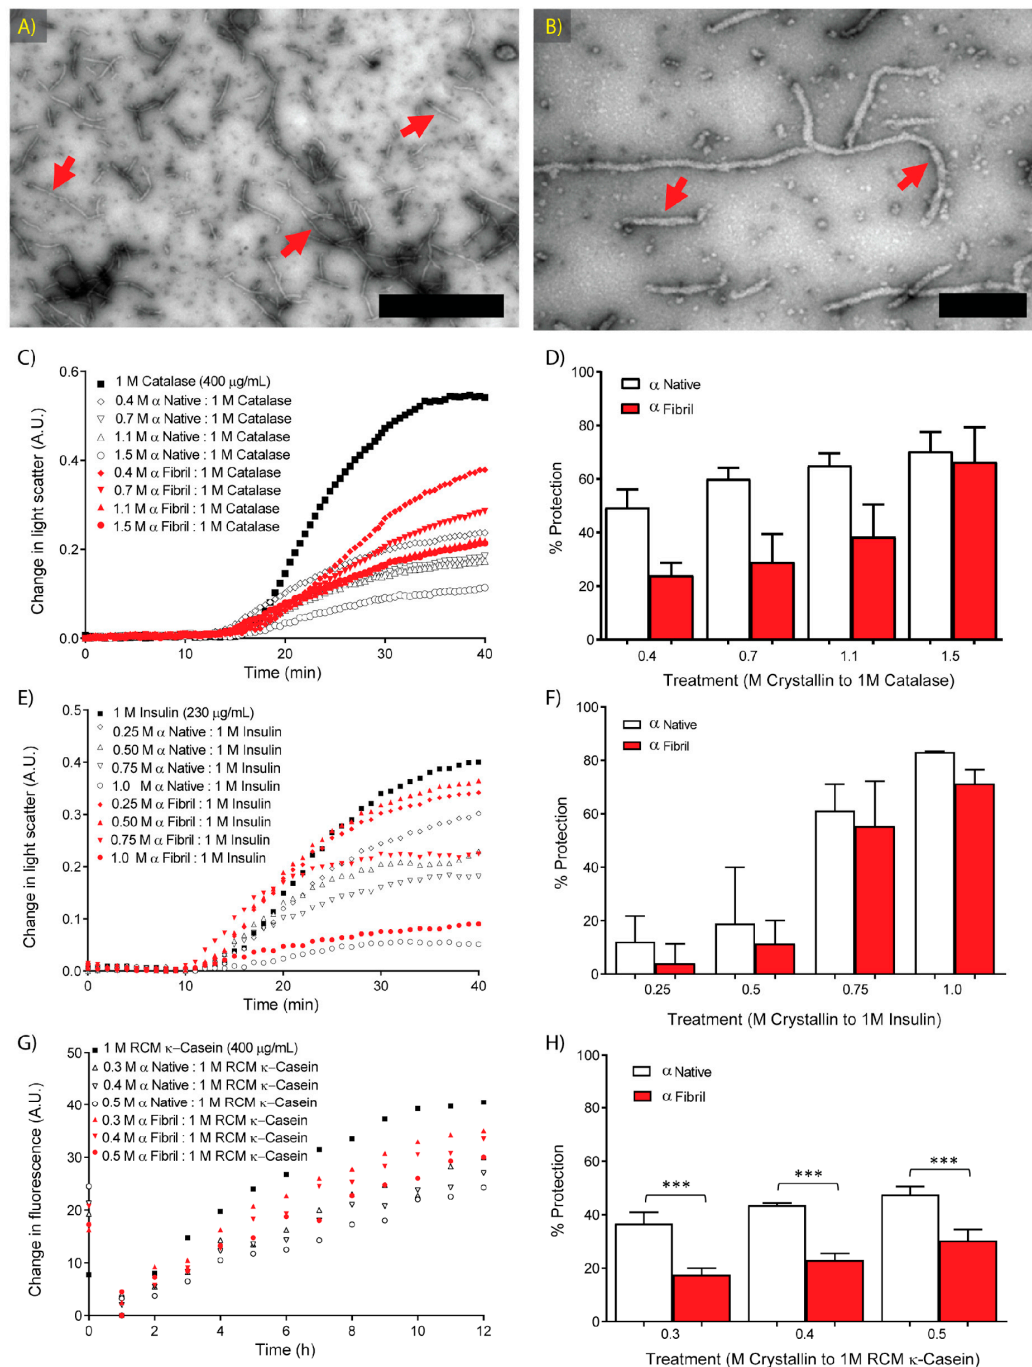 A)
B)
C)
0.6
0.4
0.2
0.0
Change in light scatter (A.U.)
1 M Catalase (400 μg/mL)
0.4 M α Native : 1 M Catalase
0.7 M α Native : 1 M Catalase
1.1 M α Native : 1 M Catalase
1.5 M α Native : 1 M Catalase
0.4 M α Fibril : 1 M Catalase
0.7 M α Fibril : 1 M Catalase
1.1 M α Fibril : 1 M Catalase
1.5 M α Fibril : 1 M Catalase
0 10 20 30 40
Time (min)
D)
100
80
60
40
20
0
% Protection
α Native
α Fibril
0.4 0.7 1.1 1.5
Treatment (M Crystallin to 1M Catalase)
E)
0.5
0.4
0.3
0.2
0.1
0.0
Change in light scatter (A.U.)
1 M Insulin (230 μg/mL)
0.25 M α Native : 1 M Insulin
0.50 M α Native : 1 M Insulin
0.75 M α Native : 1 M Insulin
1.0 M α Native : 1 M Insulin
0.25 M α Fibril : 1 M Insulin
0.50 M α Fibril : 1 M Insulin
0.75 M α Fibril : 1 M Insulin
1.0 M α Fibril : 1 M Insulin
0 10 20 30 40
Time (min)
F)
100
80
60
40
20
0
% Protection
α Native
α Fibril
0.25 0.5 0.75 1.0
Treatment (M Crystallin to 1M Insulin)
G)
50
40
30
20
10
0
Change in fluorescence (A.U.)
1 M RCM κ–Casein (400 μg/mL)
0.3 M α Native : 1 M RCM κ–Casein
0.4 M α Native : 1 M RCM κ–Casein
0.5 M α Native : 1 M RCM κ–Casein
0.3 M α Fibril : 1 M RCM κ–Casein
0.4 M α Fibril : 1 M RCM κ–Casein
0.5 M α Fibril : 1 M RCM κ–Casein
0 2 4 6 8 10 12
Time (h)
H)
100
80
60
40
20
0
% Protection
α Native
α Fibril
*** *** ***
0.3 0.4 0.5
Treatment (M Crystallin to 1M RCM κ-Casein)